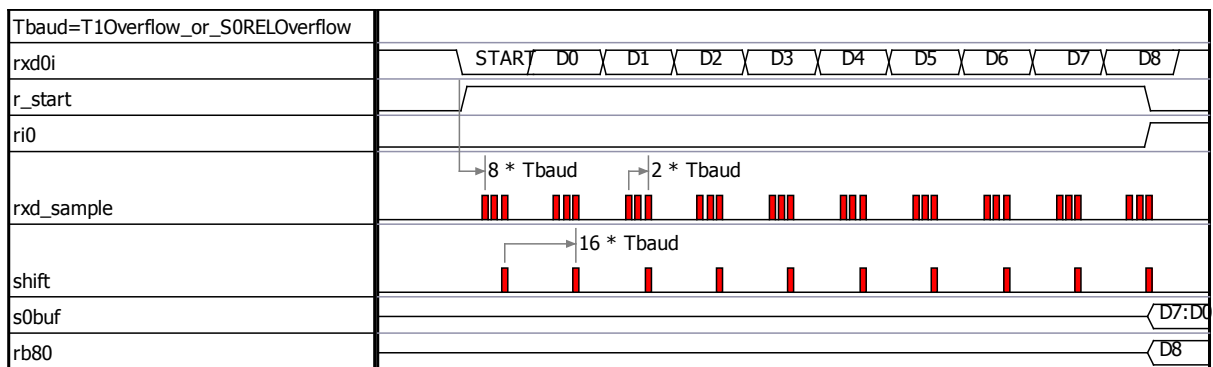 Tbaud=T1Overflow_or_S0RELOverflow
rxd0i START D0 D1 D2 D3 D4 D5 D6 D7 D8
r_start
ri0
8 * Tbaud 2 * Tbaud
rxd_sample
16 * Tbaud
shift
s0buf D7:D0
rb80 D8